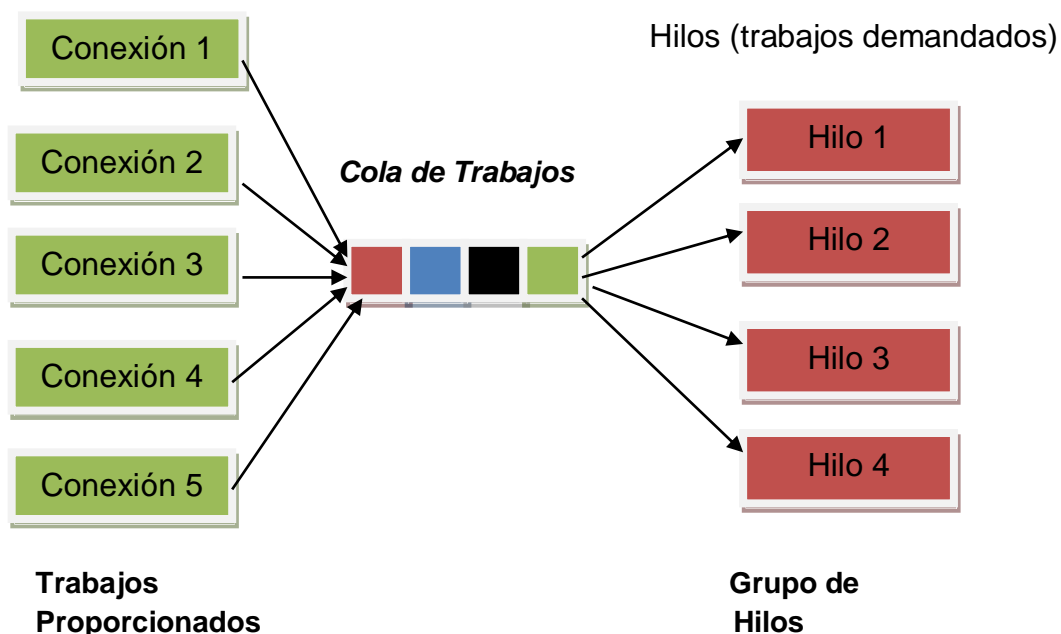 Conexión 1
Conexión 2
Conexión 3
Conexión 4
Conexión 5
Trabajos
Proporcionados
Cola de Trabajos
Hilos (trabajos demandados)
Hilo 1
Hilo 2
Hilo 3
Hilo 4
Grupo de
Hilos